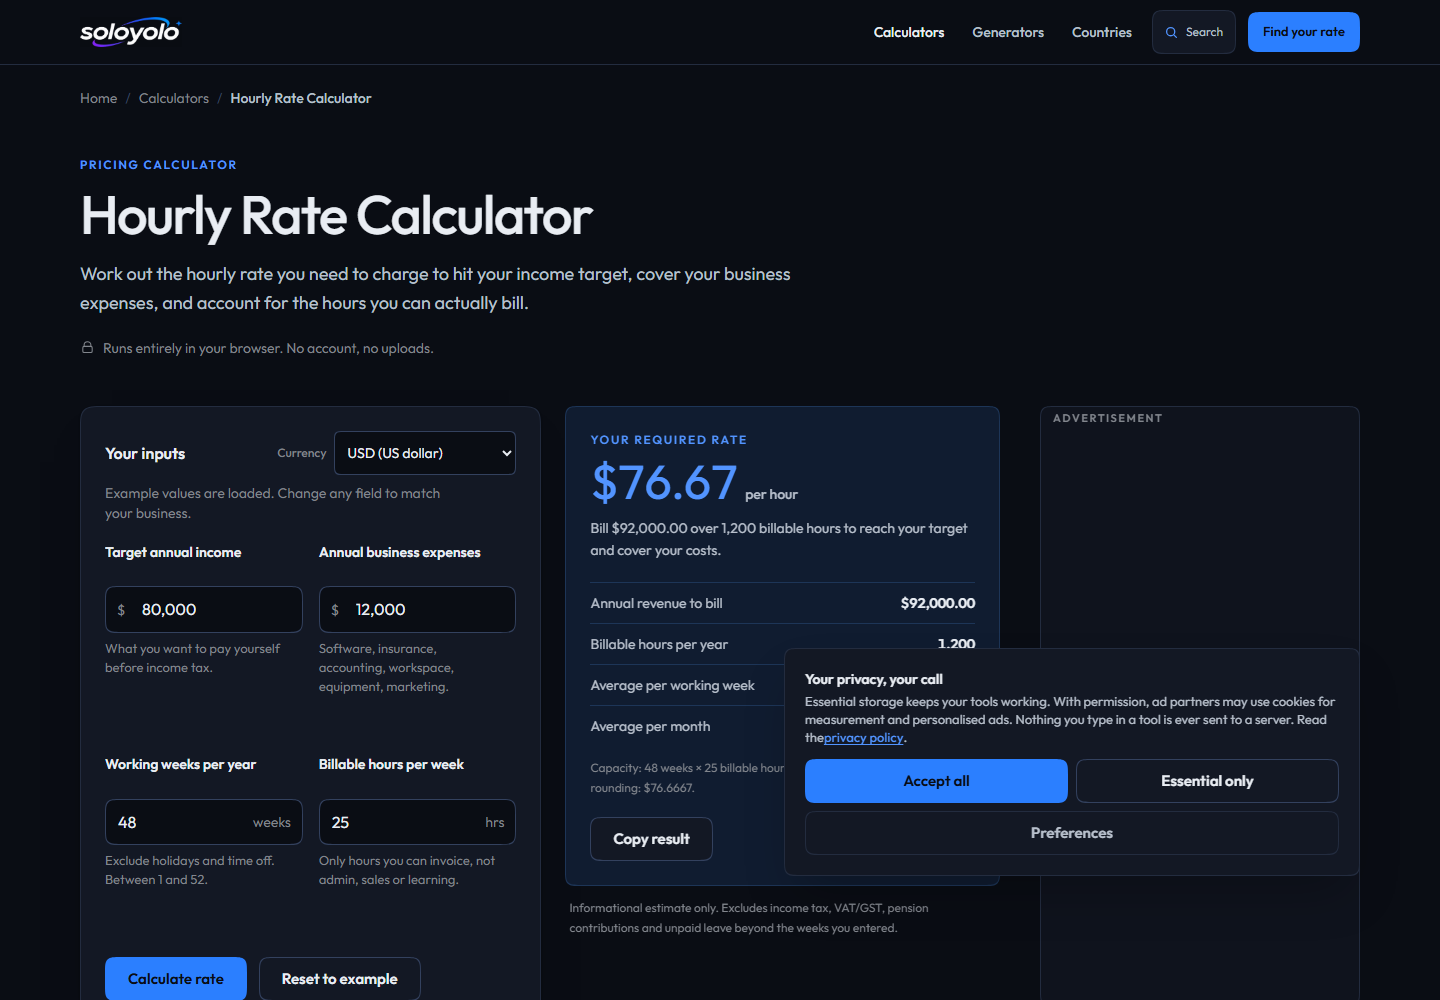 soloyolo
Calculators
Generators
Countries
Search
Find your rate
Home / Calculators / Hourly Rate Calculator
PRICING CALCULATOR
Hourly Rate Calculator
Work out the hourly rate you need to charge to hit your income target, cover your business
expenses, and account for the hours you can actually bill.
Runs entirely in your browser. No account, no uploads.
Your inputs
Currency
USD (US dollar)
Example values are loaded. Change any field to match
your business.
Target annual income
$ 80,000
What you want to pay yourself
before income tax.
Annual business expenses
$ 12,000
Software, insurance,
accounting, workspace,
equipment, marketing.
Working weeks per year
48 weeks
Exclude holidays and time off.
Between 1 and 52.
Billable hours per week
25 hrs
Only hours you can invoice, not
admin, sales or learning.
Calculate rate
Reset to example
YOUR REQUIRED RATE
$76.67 per hour
Bill $92,000.00 over 1,200 billable hours to reach your target
and cover your costs.
Annual revenue to bill $92,000.00
Billable hours per year 1,200
Average per working week
Average per month
Capacity: 48 weeks × 25 billable hour
rounding: $76.6667.
Copy result
Informational estimate only. Excludes income tax, VAT/GST, pension
contributions and unpaid leave beyond the weeks you entered.
ADVERTISEMENT
Your privacy, your call
Essential storage keeps your tools working. With permission, ad partners may use cookies for
measurement and personalised ads. Nothing you type in a tool is ever sent to a server. Read
theprivacy policy.
Accept all
Essential only
Preferences